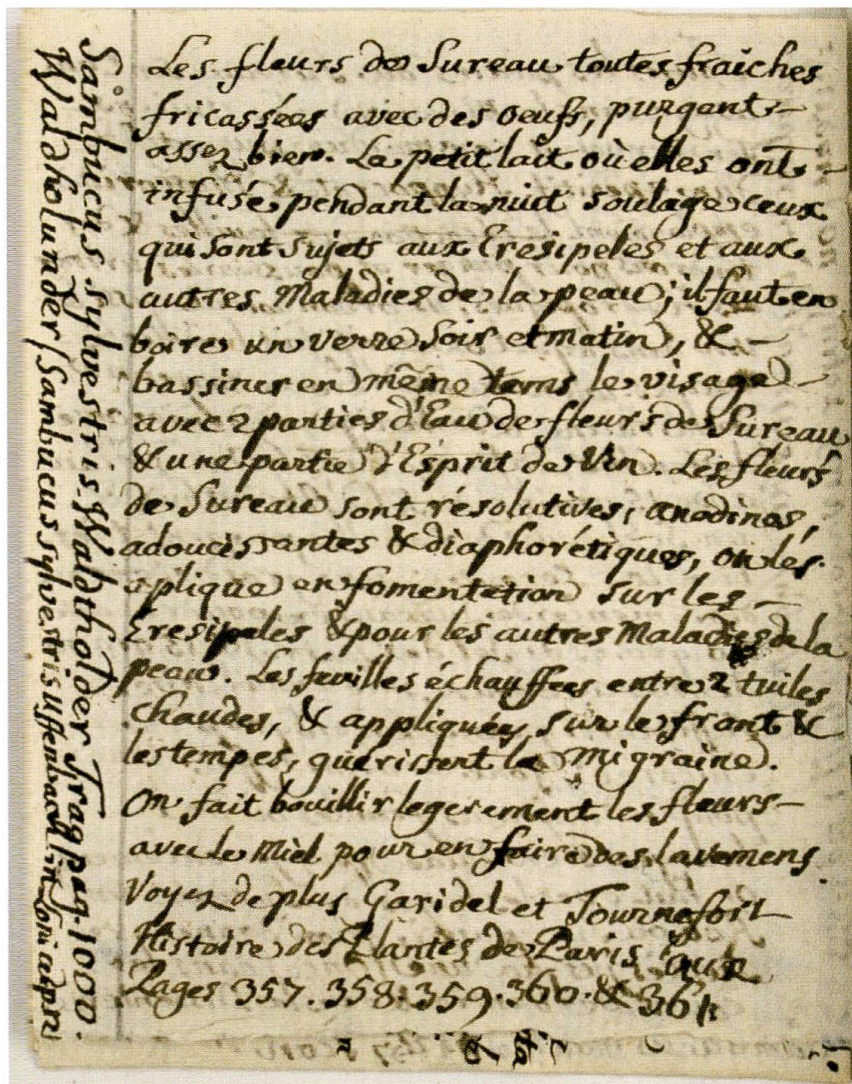 Les fleurs de Sureau toutes fraiches
fricassées avec des oeufs, purgent
assez bien. Le petit lait où elles ont
infusé pendant la nuit soulage ceux
qui sont sujets aux Eresipeles et aux
autres Maladies de la peau; il faut en
boire un verre Soir et matin, &
bassiner en même tems le visage
avec 2 parties d'Eau de fleurs de Sureau
& une partie d'Esprit de Vin. Les fleurs
de Sureau sont résolutives, anodines,
adoucissantes & diaphorétiques, on les
aplique en fomentation sur les
Eresipeles & pour les autres Maladies de la
peau. Les feuilles échauffées entre 2 tuiles
chaudes, & appliquées sur le front &
les tempes, guérissent la Migraine.
On fait bouillir legerement les fleurs
avec le Miel pour en faire des lavemens
Voyez de plus Garidel et Tournefort
Histoire des Plantes de Paris aux
Pages 357. 358. 359. 360. & 361.
Sambucus sylvestris Waldtholder Trag pag. 1000.
Waldholunder / Sambucus sylvestris Uffenbach in